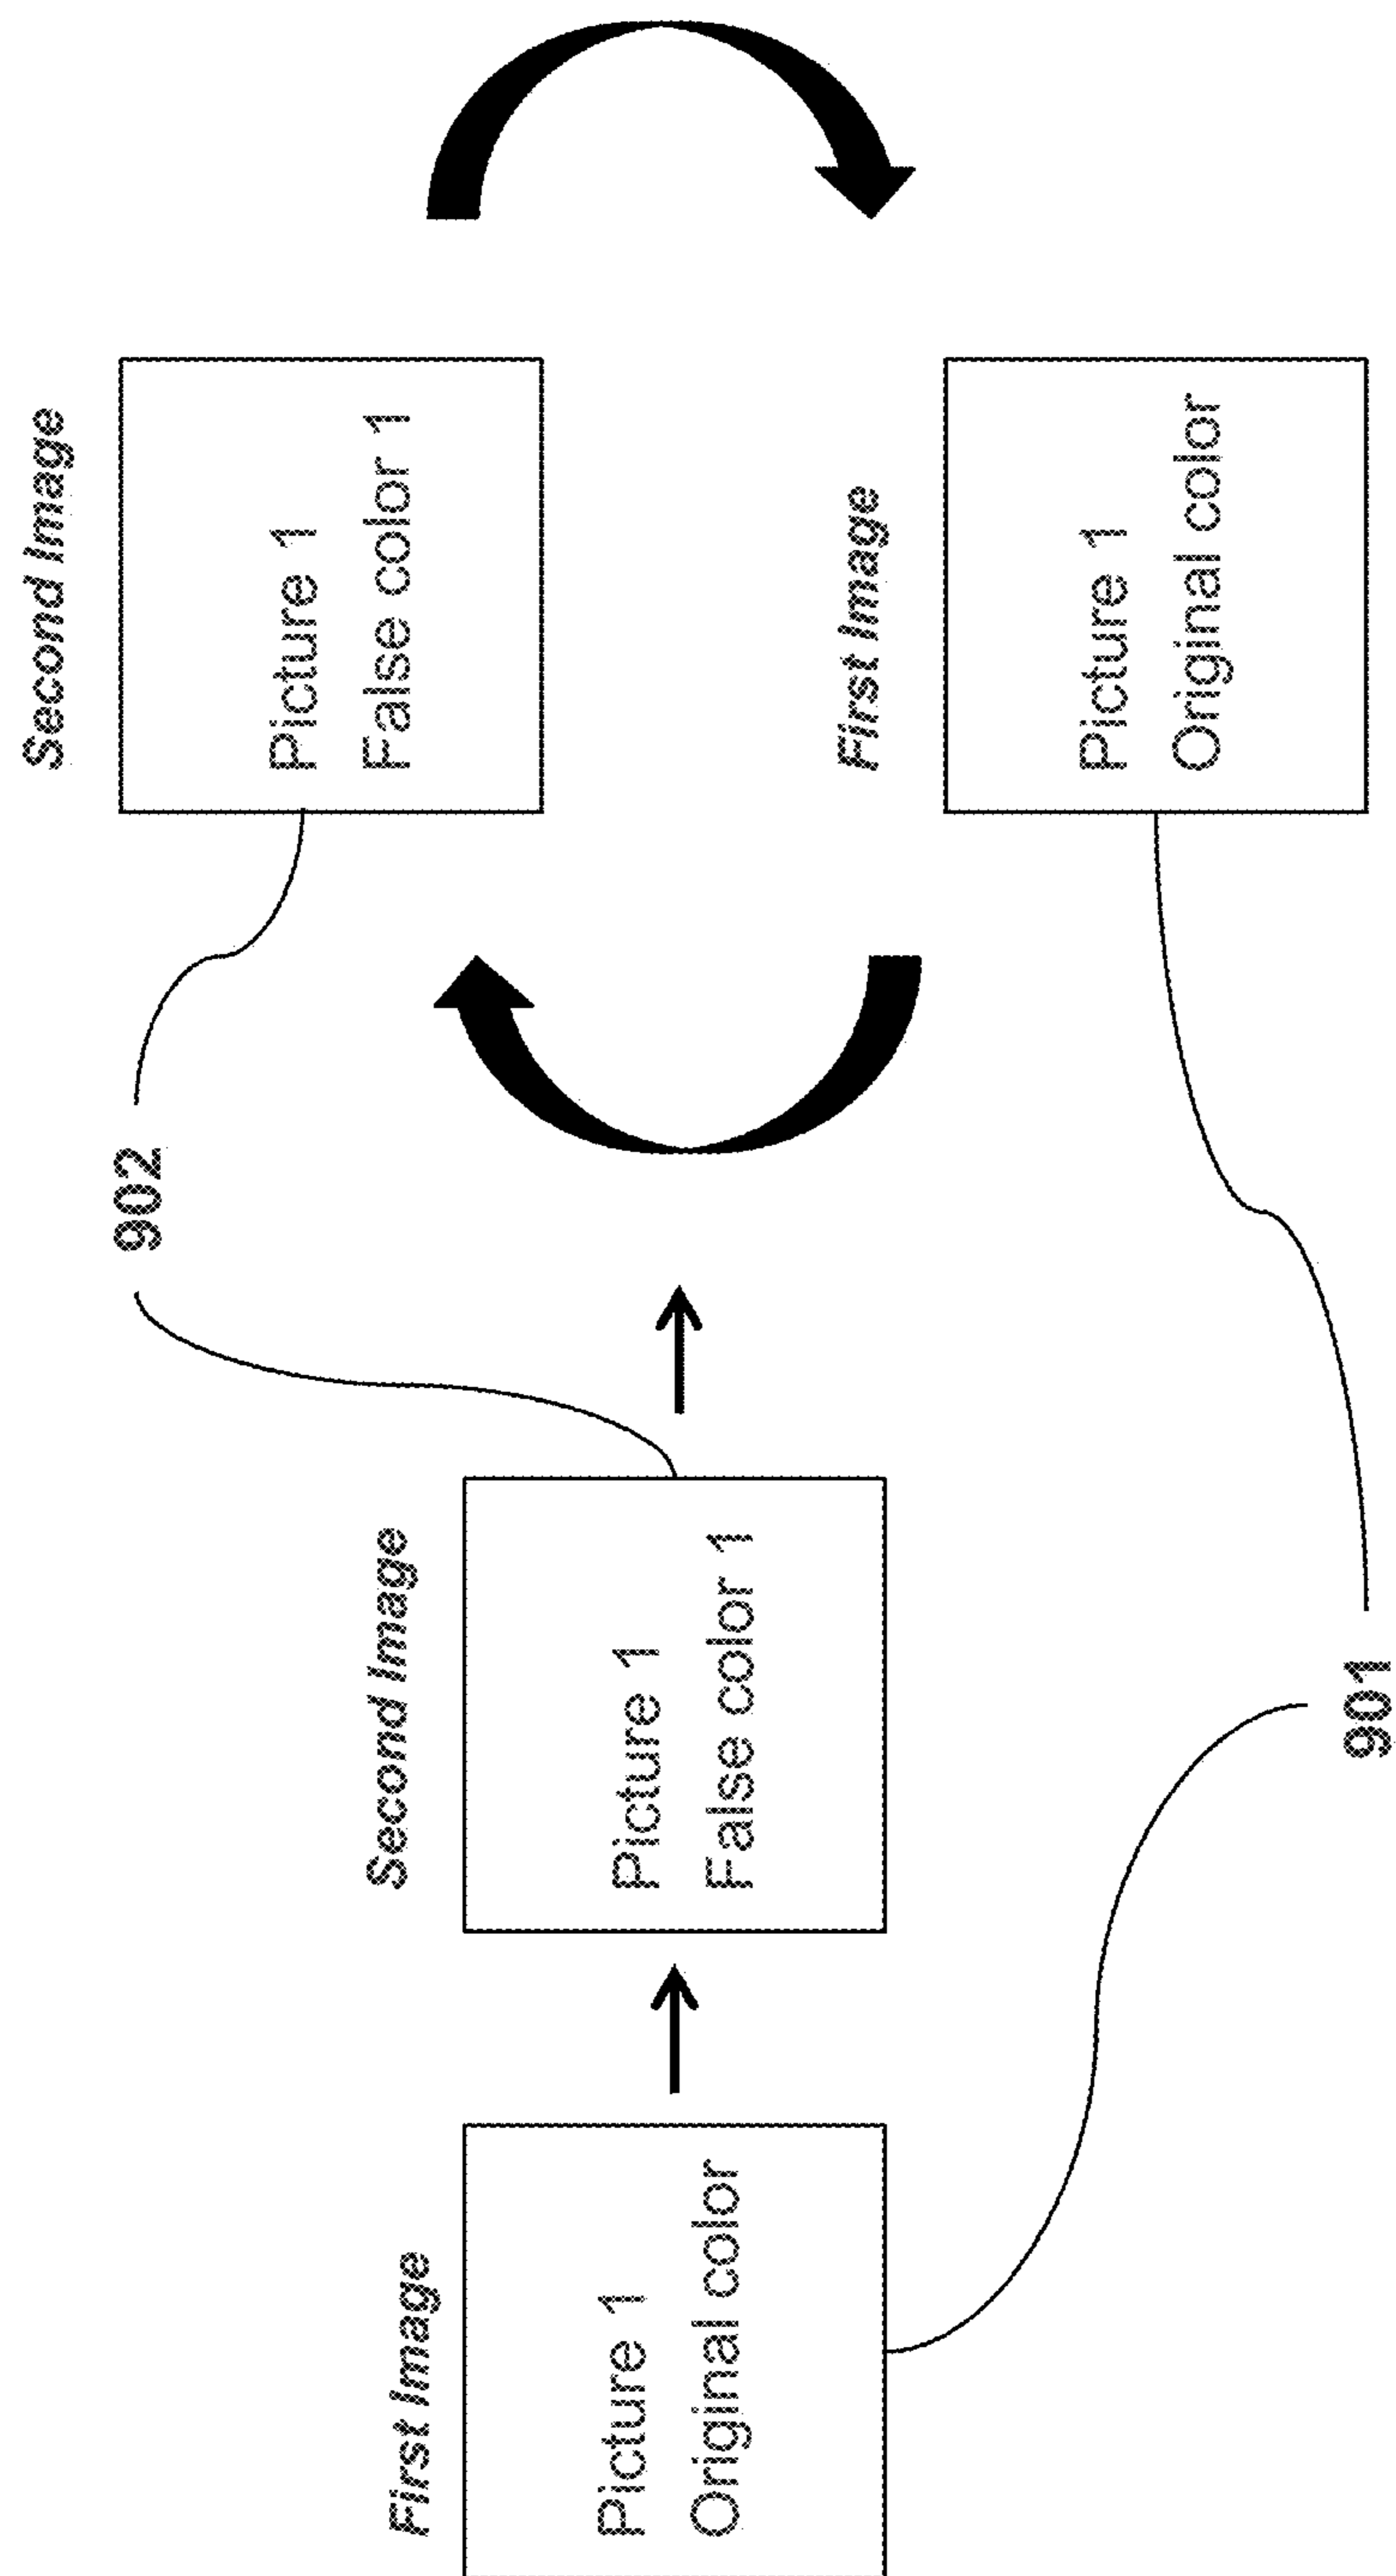 First Image
Picture 1
Original color
Second Image
Picture 1
False color 1
902
901
Second Image
Picture 1
False color 1
First Image
Picture 1
Original color